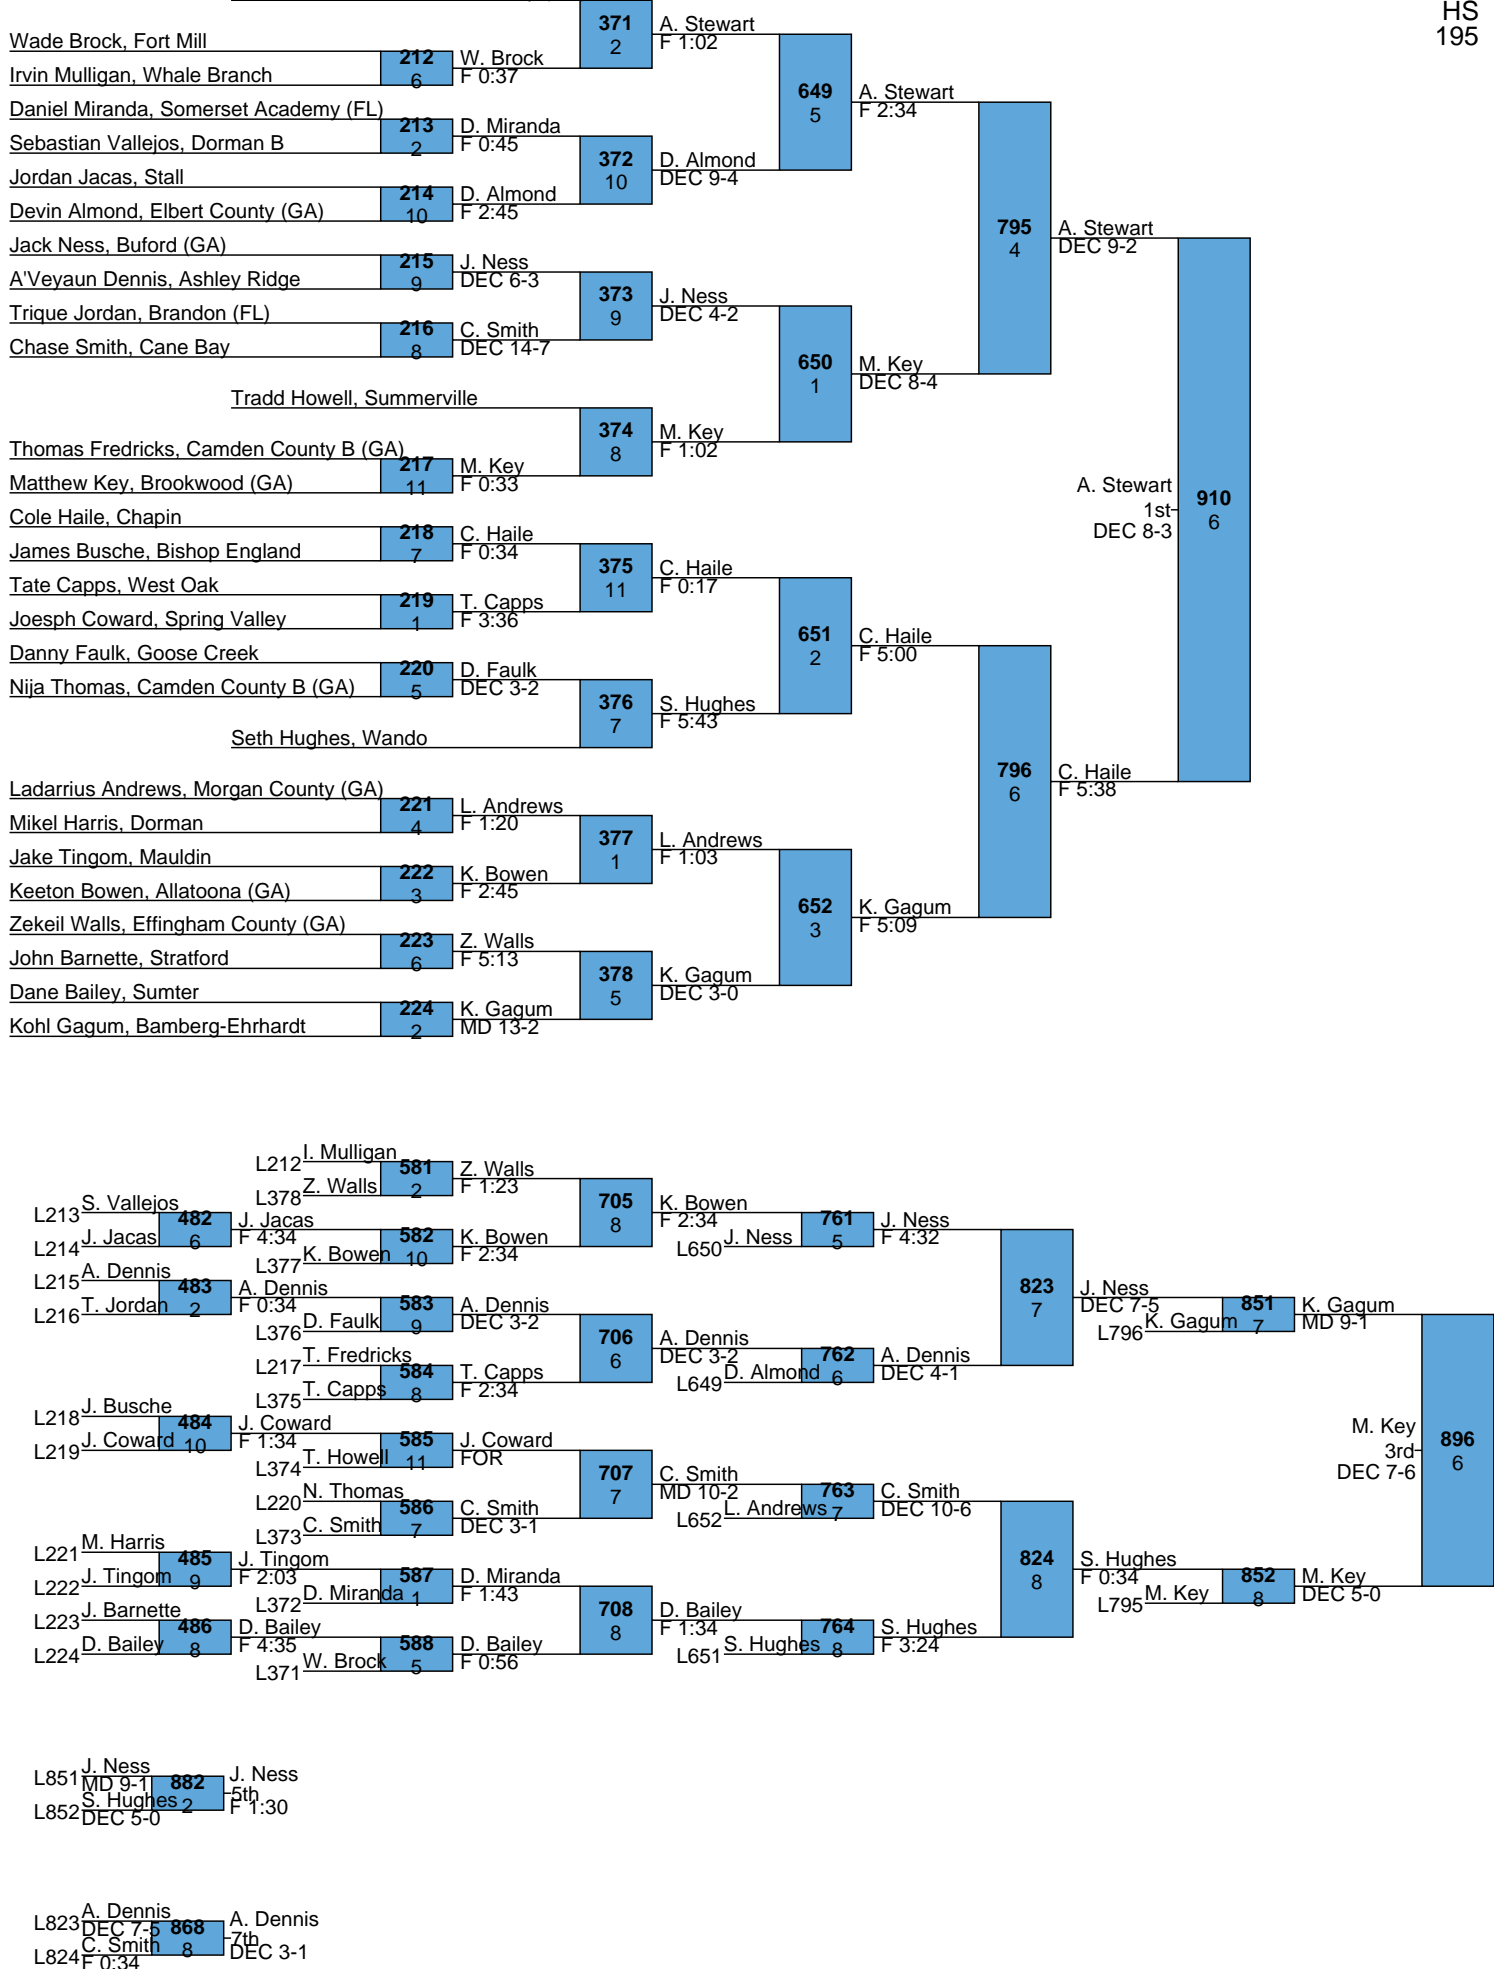 HS
195
371
2
A. Stewart
F 1:02
Wade Brock, Fort Mill
Irvin Mulligan, Whale Branch
212
6
W. Brock
F 0:37
649
5
A. Stewart
F 2:34
Daniel Miranda, Somerset Academy (FL)
Sebastian Vallejos, Dorman B
213
2
D. Miranda
F 0:45
372
10
D. Almond
DEC 9-4
Jordan Jacas, Stall
Devin Almond, Elbert County (GA)
214
10
D. Almond
F 2:45
795
4
A. Stewart
DEC 9-2
Jack Ness, Buford (GA)
A'Veyaun Dennis, Ashley Ridge
215
9
J. Ness
DEC 6-3
373
9
J. Ness
DEC 4-2
Trique Jordan, Brandon (FL)
Chase Smith, Cane Bay
216
8
C. Smith
DEC 14-7
650
1
M. Key
DEC 8-4
Tradd Howell, Summerville
374
8
M. Key
F 1:02
Thomas Fredricks, Camden County B (GA)
Matthew Key, Brookwood (GA)
217
11
M. Key
F 0:33
A. Stewart
1st
DEC 8-3
910
6
Cole Haile, Chapin
James Busche, Bishop England
218
7
C. Haile
F 0:34
375
11
C. Haile
F 0:17
Tate Capps, West Oak
Joesph Coward, Spring Valley
219
1
T. Capps
F 3:36
651
2
C. Haile
F 5:00
Danny Faulk, Goose Creek
Nija Thomas, Camden County B (GA)
220
5
D. Faulk
DEC 3-2
376
7
S. Hughes
F 5:43
Seth Hughes, Wando
796
6
C. Haile
F 5:38
Ladarrius Andrews, Morgan County (GA)
Mikel Harris, Dorman
221
4
L. Andrews
F 1:20
377
1
L. Andrews
F 1:03
Jake Tingom, Mauldin
Keeton Bowen, Allatoona (GA)
222
3
K. Bowen
F 2:45
652
3
K. Gagum
F 5:09
Zekeil Walls, Effingham County (GA)
John Barnette, Stratford
223
6
Z. Walls
F 5:13
378
5
K. Gagum
DEC 3-0
Dane Bailey, Sumter
Kohl Gagum, Bamberg-Ehrhardt
224
2
K. Gagum
MD 13-2
L212 I. Mulligan
L378 Z. Walls
581
2
Z. Walls
F 1:23
705
8
K. Bowen
F 2:34
L213 S. Vallejos
L214 J. Jacas
482
6
J. Jacas
F 4:34
L377 K. Bowen
582
10
K. Bowen
F 2:34
L650 J. Ness
761
5
J. Ness
F 4:32
L215 A. Dennis
L216 T. Jordan
483
2
A. Dennis
F 0:34
L376 D. Faulk
583
9
A. Dennis
DEC 3-2
823
7
J. Ness
DEC 7-5
L796 K. Gagum
851
7
K. Gagum
MD 9-1
706
6
A. Dennis
DEC 3-2
L217 T. Fredricks
L375 T. Capps
584
8
T. Capps
F 2:34
L649 D. Almond
762
6
A. Dennis
DEC 4-1
L218 J. Busche
L219 J. Coward
484
10
J. Coward
F 1:34
L374 T. Howell
585
11
J. Coward
FOR
M. Key
3rd
DEC 7-6
896
6
707
7
C. Smith
MD 10-2
L220 N. Thomas
L373 C. Smith
586
7
C. Smith
DEC 3-1
L652 L. Andrews
763
7
C. Smith
DEC 10-6
L221 M. Harris
L222 J. Tingom
485
9
J. Tingom
F 2:03
L372 D. Miranda
587
1
D. Miranda
F 1:43
824
8
S. Hughes
F 0:34
L795 M. Key
852
8
M. Key
DEC 5-0
L223 J. Barnette
L224 D. Bailey
486
8
D. Bailey
F 4:35
L371 W. Brock
588
5
D. Bailey
F 0:56
708
8
D. Bailey
F 1:34
L651 S. Hughes
764
8
S. Hughes
F 3:24
L851 J. Ness
MD 9-1
L852 S. Hughes
DEC 5-0
882
2
J. Ness
5th
F 1:30
L823 A. Dennis
DEC 7-5
L824 C. Smith
F 0:34
868
8
A. Dennis
7th
DEC 3-1